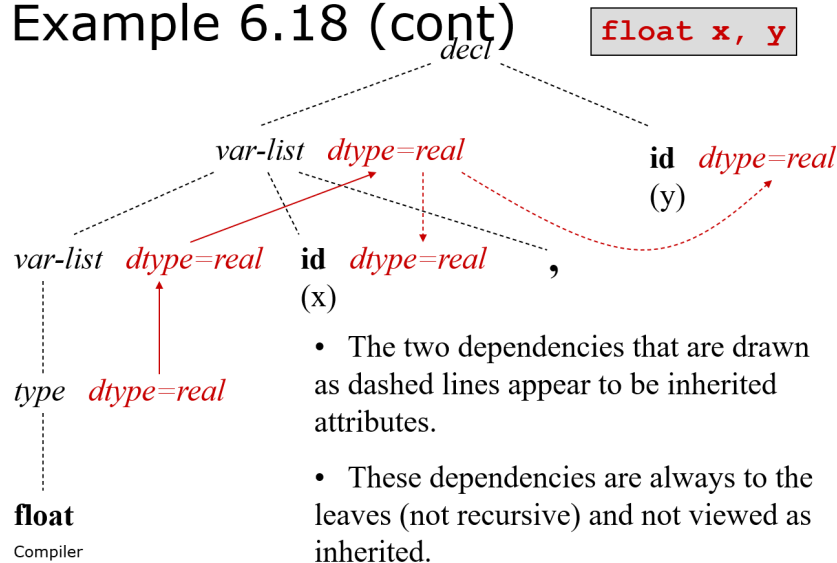 Example 6.18 (cont)
float x, y
decl
var-list dtype=real
id dtype=real
(y)
var-list dtype=real id dtype=real ,
(x)
• The two dependencies that are drawn
as dashed lines appear to be inherited
attributes.
type dtype=real
• These dependencies are always to the
leaves (not recursive) and not viewed as
inherited.
float
Compiler